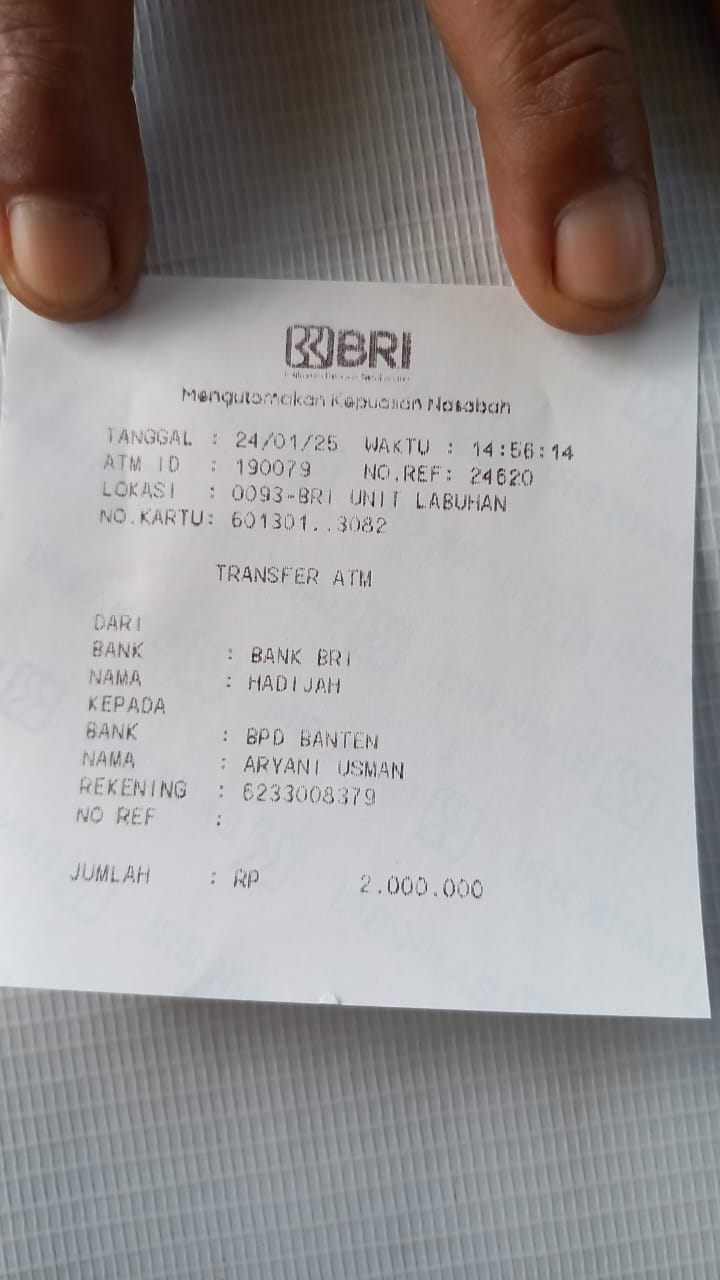 BRI
Mengutamakan Kepuasan Nasabah
TANGGAL : 24/01/25 WAKTU : 14:56:14
ATM ID : 190079 NO.REF: 24620
LOKASI : 0093-BRI UNIT LABUHAN
NO.KARTU: 601301..3082
TRANSFER ATM
DARI
BANK : BANK BRI
NAMA : HADIJAH
KEPADA
BANK : BPD BANTEN
NAMA : ARYANI USMAN
REKENING : 6233008379
NO REF :
JUMLAH : RP 2.000.000